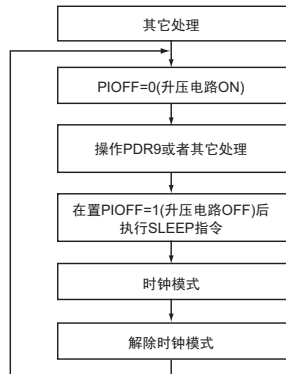 其它处理
PIOFF=0(升压电路ON)
操作PDR9或者其它处理
在置PIOFF=1(升压电路OFF)后
执行SLEEP指令
时钟模式
解除时钟模式